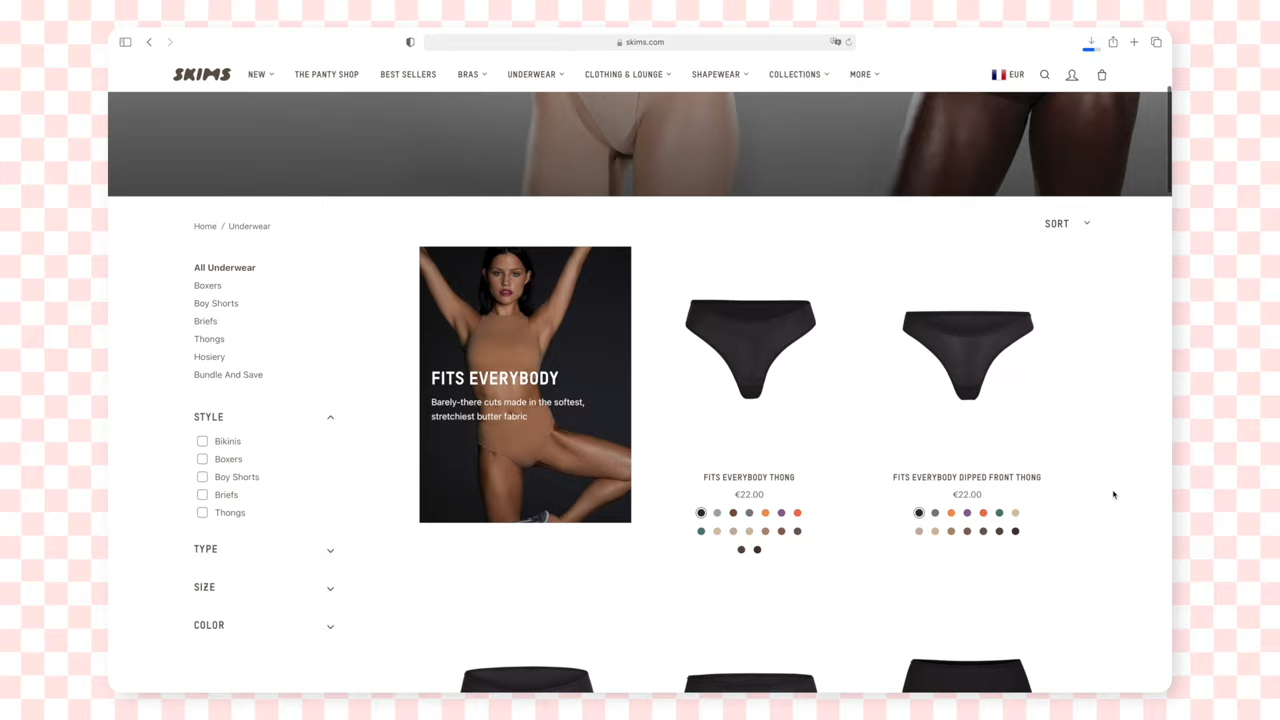 skims.com
SKIMS NEW THE PANTY SHOP BEST SELLERS BRAS UNDERWEAR CLOTHING & LOUNGE SHAPEWEAR COLLECTIONS MORE EUR
Home / Underwear
SORT
All Underwear
Boxers
Boy Shorts
Briefs
Thongs
Hosiery
Bundle And Save
STYLE
Bikinis
Boxers
Boy Shorts
Briefs
Thongs
TYPE
SIZE
COLOR
FITS EVERYBODY
Barely-there cuts made in the softest,
stretchiest butter fabric
FITS EVERYBODY THONG
€22.00
FITS EVERYBODY DIPPED FRONT THONG
€22.00